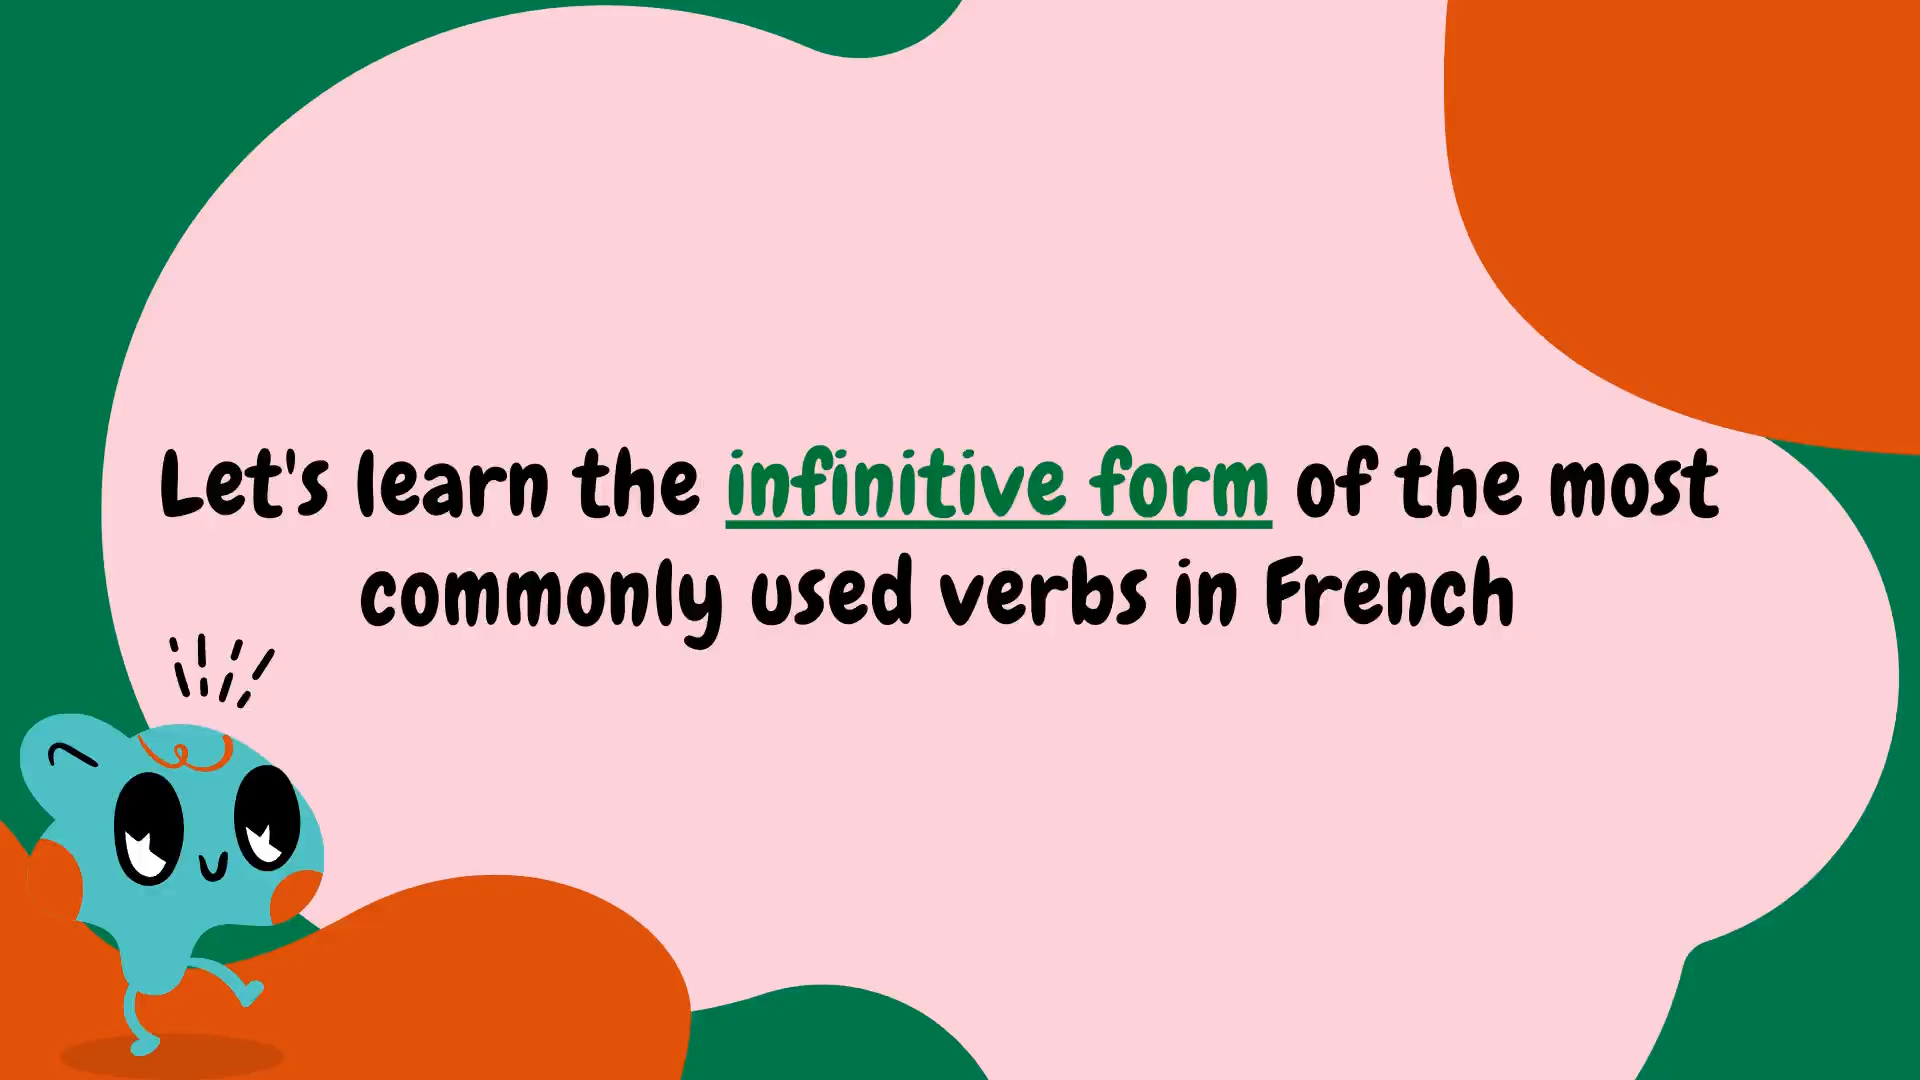 Let's learn the infinitive form of the most
commonly used verbs in French